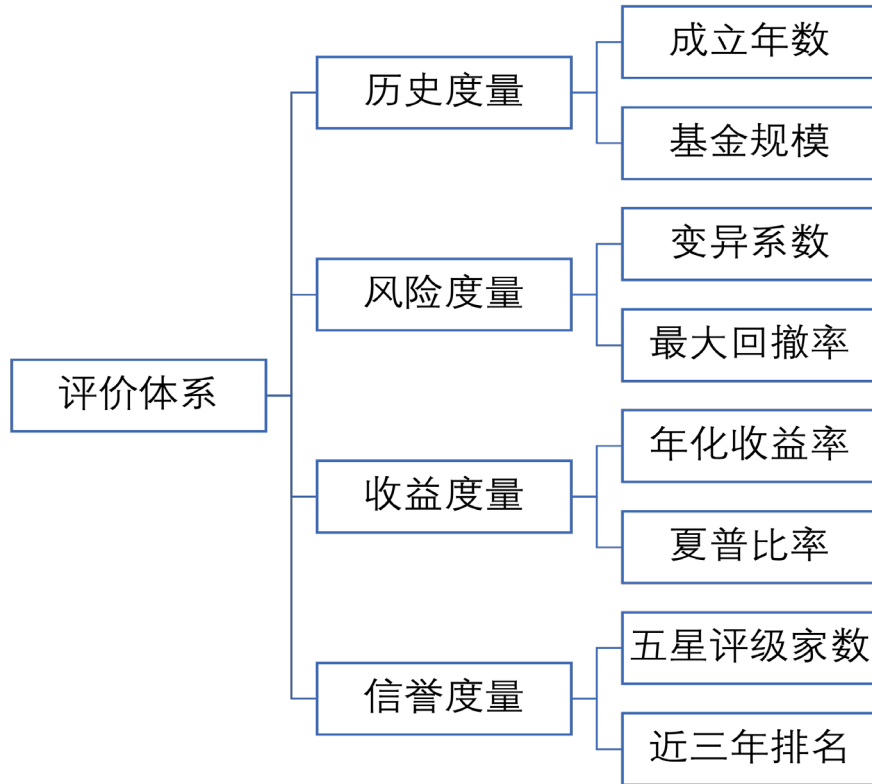 评价体系
历史度量
成立年数
基金规模
风险度量
变异系数
最大回撤率
收益度量
年化收益率
夏普比率
信誉度量
五星评级家数
近三年排名